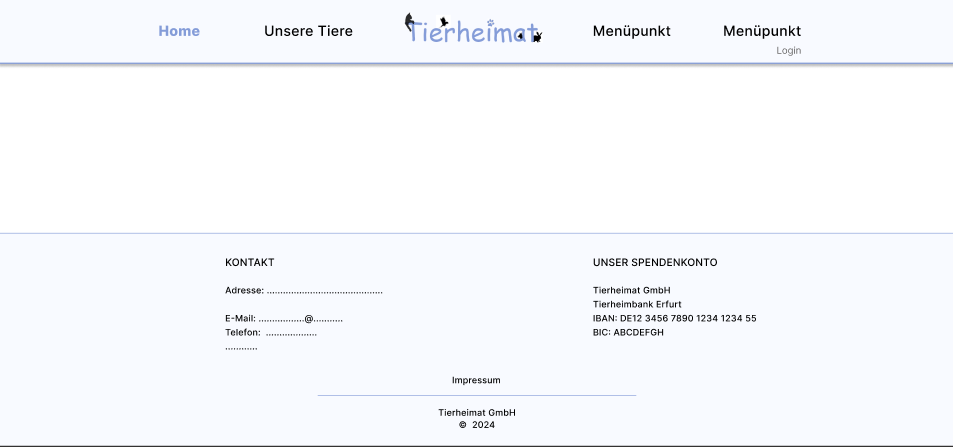 Home Unsere Tiere Tierheimat Menüpunkt Menüpunkt
Login
KONTAKT
Adresse: ...........................................
E-Mail: .................@...........
Telefon: ...................
............
UNSER SPENDENKONTO
Tierheimat GmbH
Tierheimbank Erfurt
IBAN: DE12 3456 7890 1234 1234 55
BIC: ABCDEFGH
Impressum
Tierheimat GmbH
© 2024